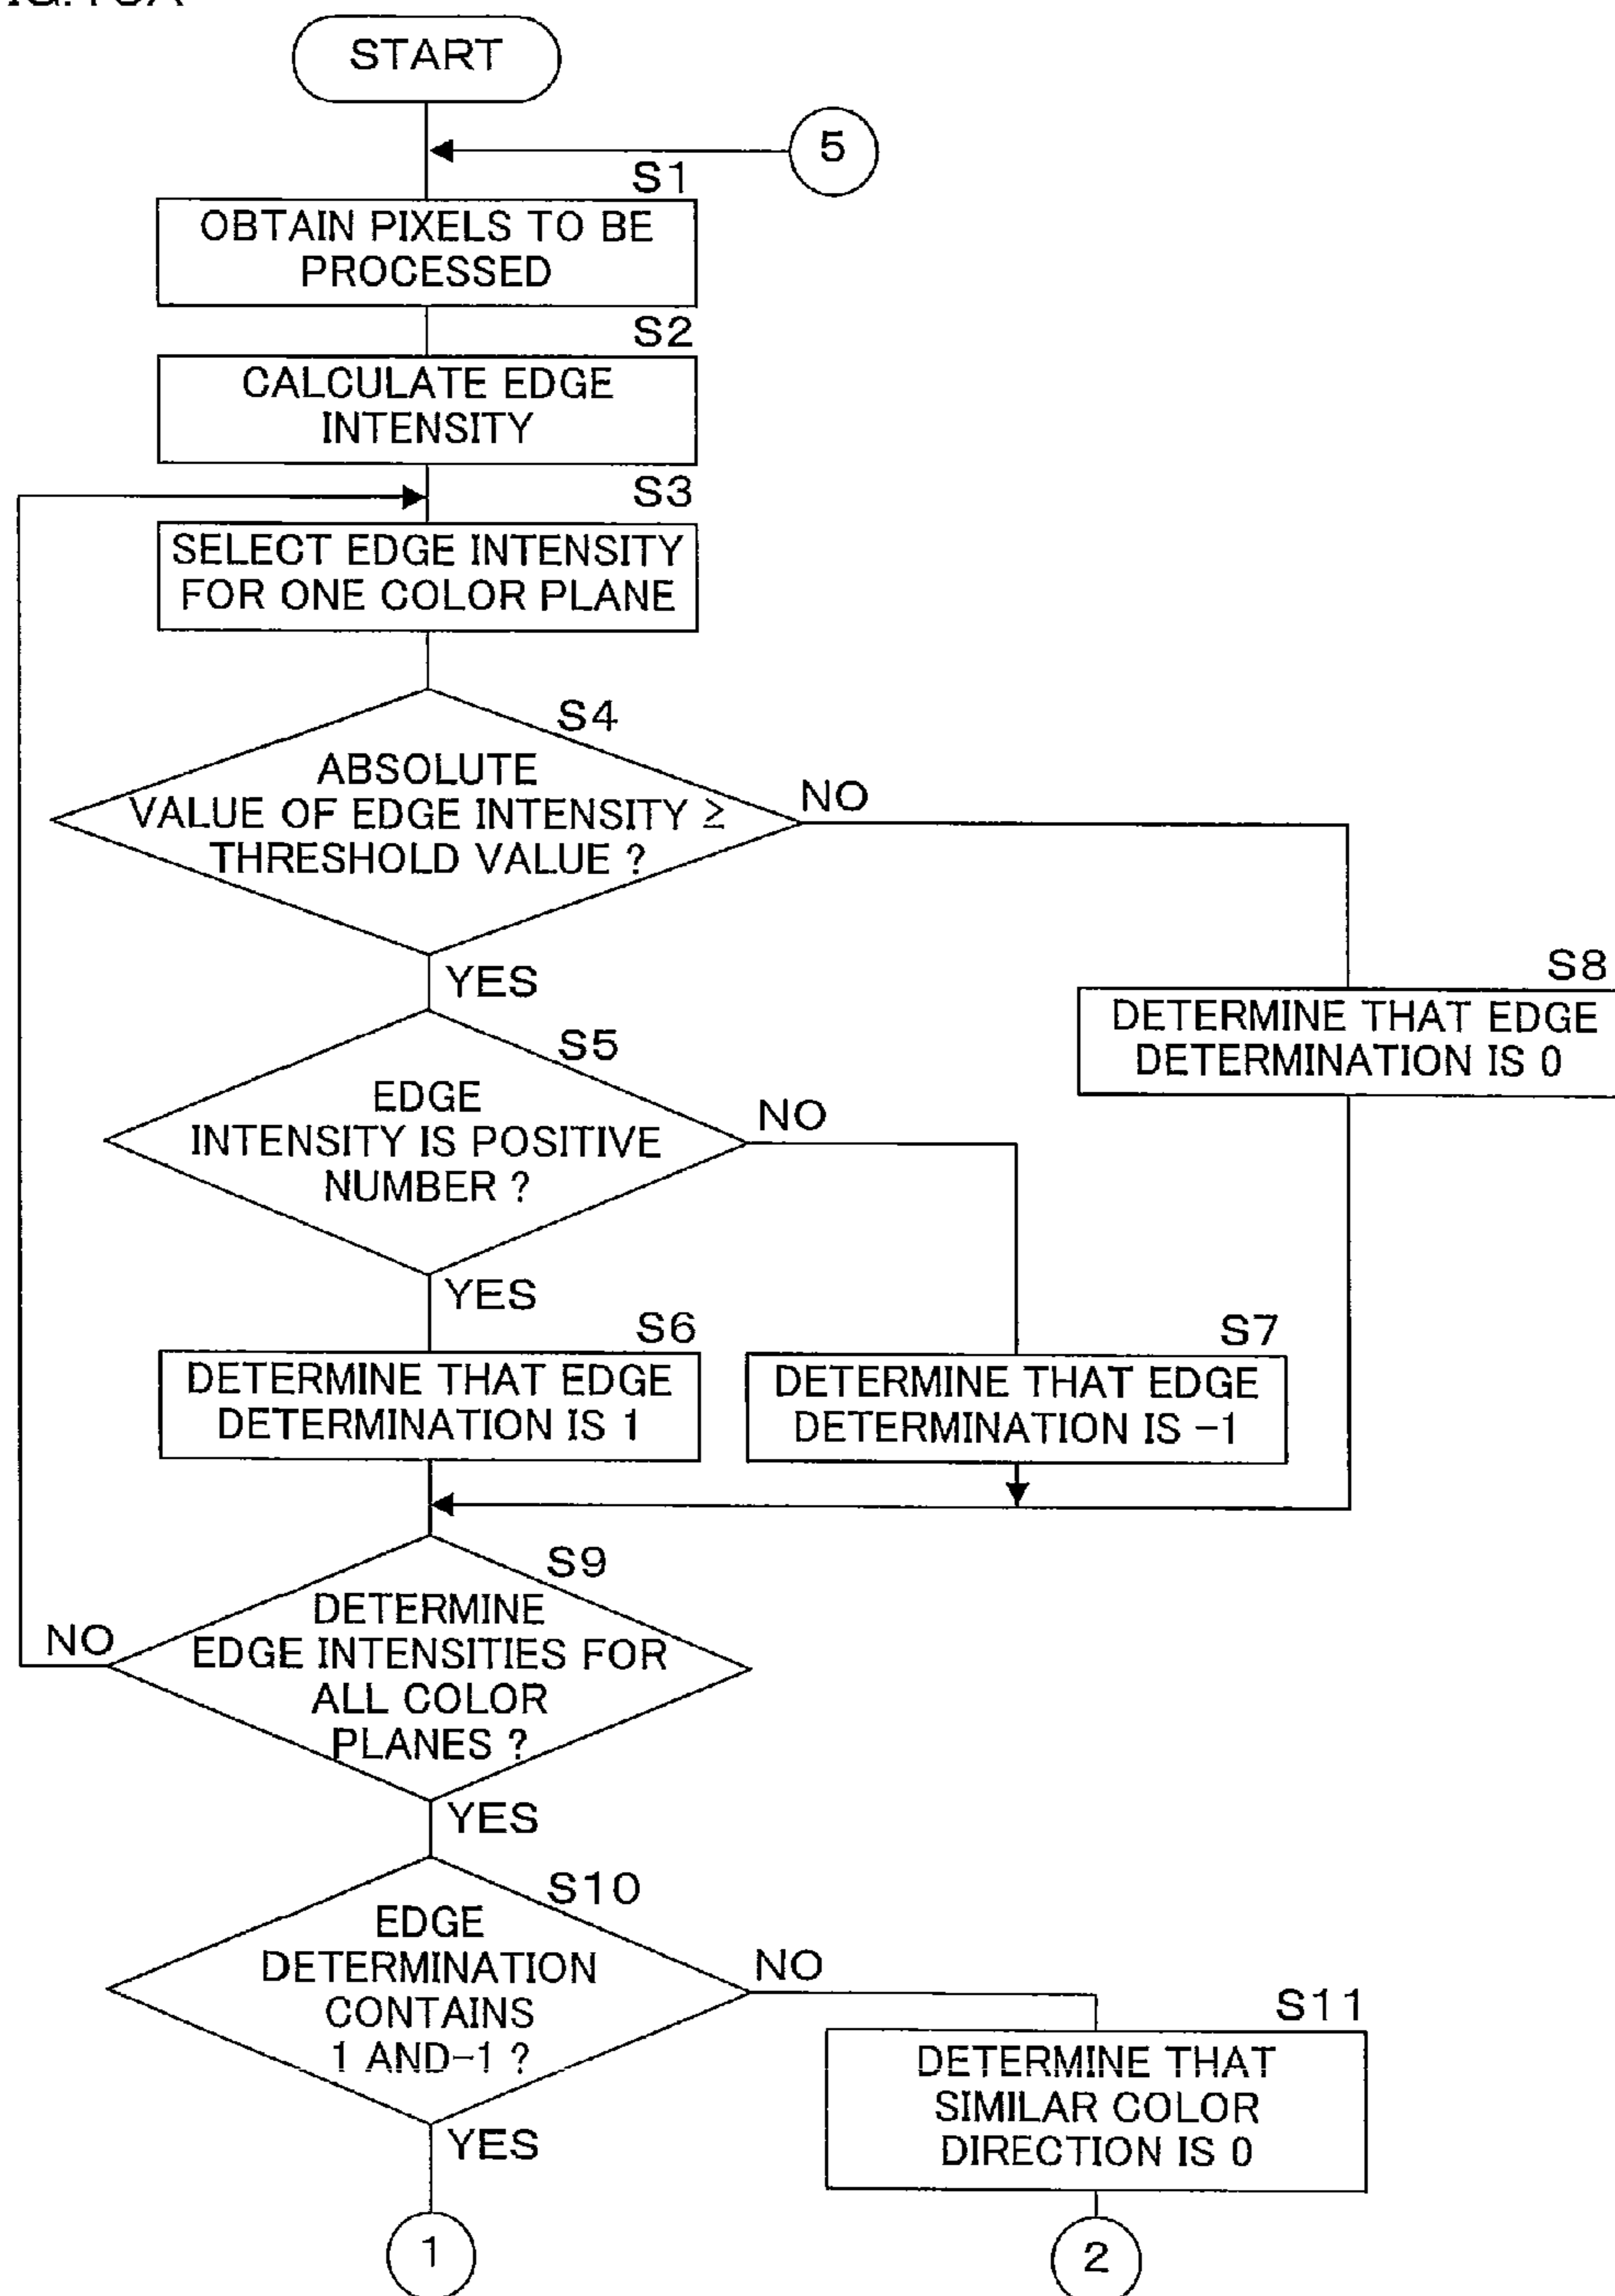 START
5
S1
OBTAIN PIXELS TO BE
PROCESSED
S2
CALCULATE EDGE
INTENSITY
S3
SELECT EDGE INTENSITY
FOR ONE COLOR PLANE
S4
ABSOLUTE
VALUE OF EDGE INTENSITY ≥
THRESHOLD VALUE ?
NO
YES
S8
DETERMINE THAT EDGE
DETERMINATION IS 0
S5
EDGE
INTENSITY IS POSITIVE
NUMBER ?
NO
YES
S6
DETERMINE THAT EDGE
DETERMINATION IS 1
S7
DETERMINE THAT EDGE
DETERMINATION IS -1
S9
DETERMINE
EDGE INTENSITIES FOR
ALL COLOR
PLANES ?
NO
YES
S10
EDGE
DETERMINATION
CONTAINS
1 AND-1 ?
NO
YES
S11
DETERMINE THAT
SIMILAR COLOR
DIRECTION IS 0
1
2